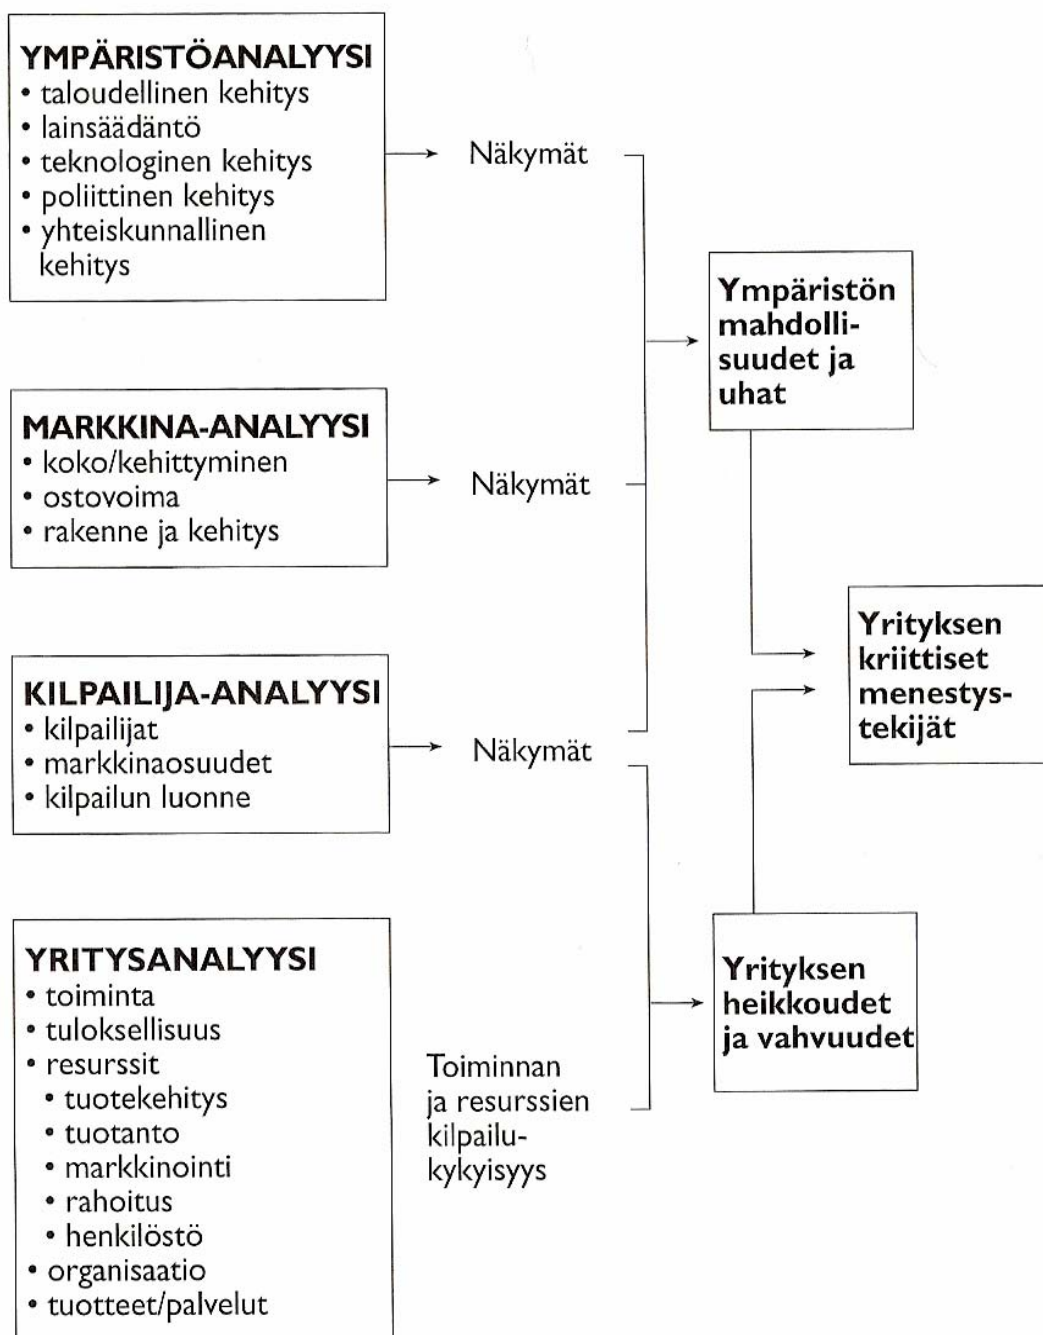 YMPÄRISTÖANALYYSI
• taloudellinen kehitys
• lainsäädäntö
• teknologinen kehitys
• poliittinen kehitys
• yhteiskunnallinen
kehitys
Näkymät
Ympäristön
mahdolli-
suudet ja
uhat
MARKKINA-ANALYYSI
• koko/kehittyminen
• ostovoima
• rakenne ja kehitys
Näkymät
Yrityksen
kriittiset
menestys-
tekijät
KILPAILIJA-ANALYYSI
• kilpailijat
• markkinaosuudet
• kilpailun luonne
Näkymät
YRITYSANALYYSI
• toiminta
• tuloksellisuus
• resurssit
• tuotekehitys
• tuotanto
• markkinointi
• rahoitus
• henkilöstö
• organisaatio
• tuotteet/palvelut
Toiminnan
ja resurssien
kilpailu-
kykyisyys
Yrityksen
heikkoudet
ja vahvuudet